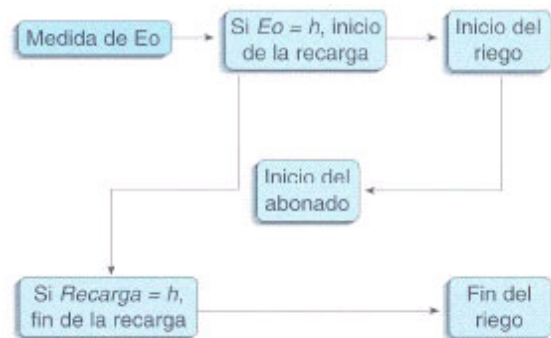 Medida de Eo
Si Eo = h, inicio
de la recarga
Inicio del
riego
Inicio del
abonado
Si Recarga = h,
fin de la recarga
Fin del
riego